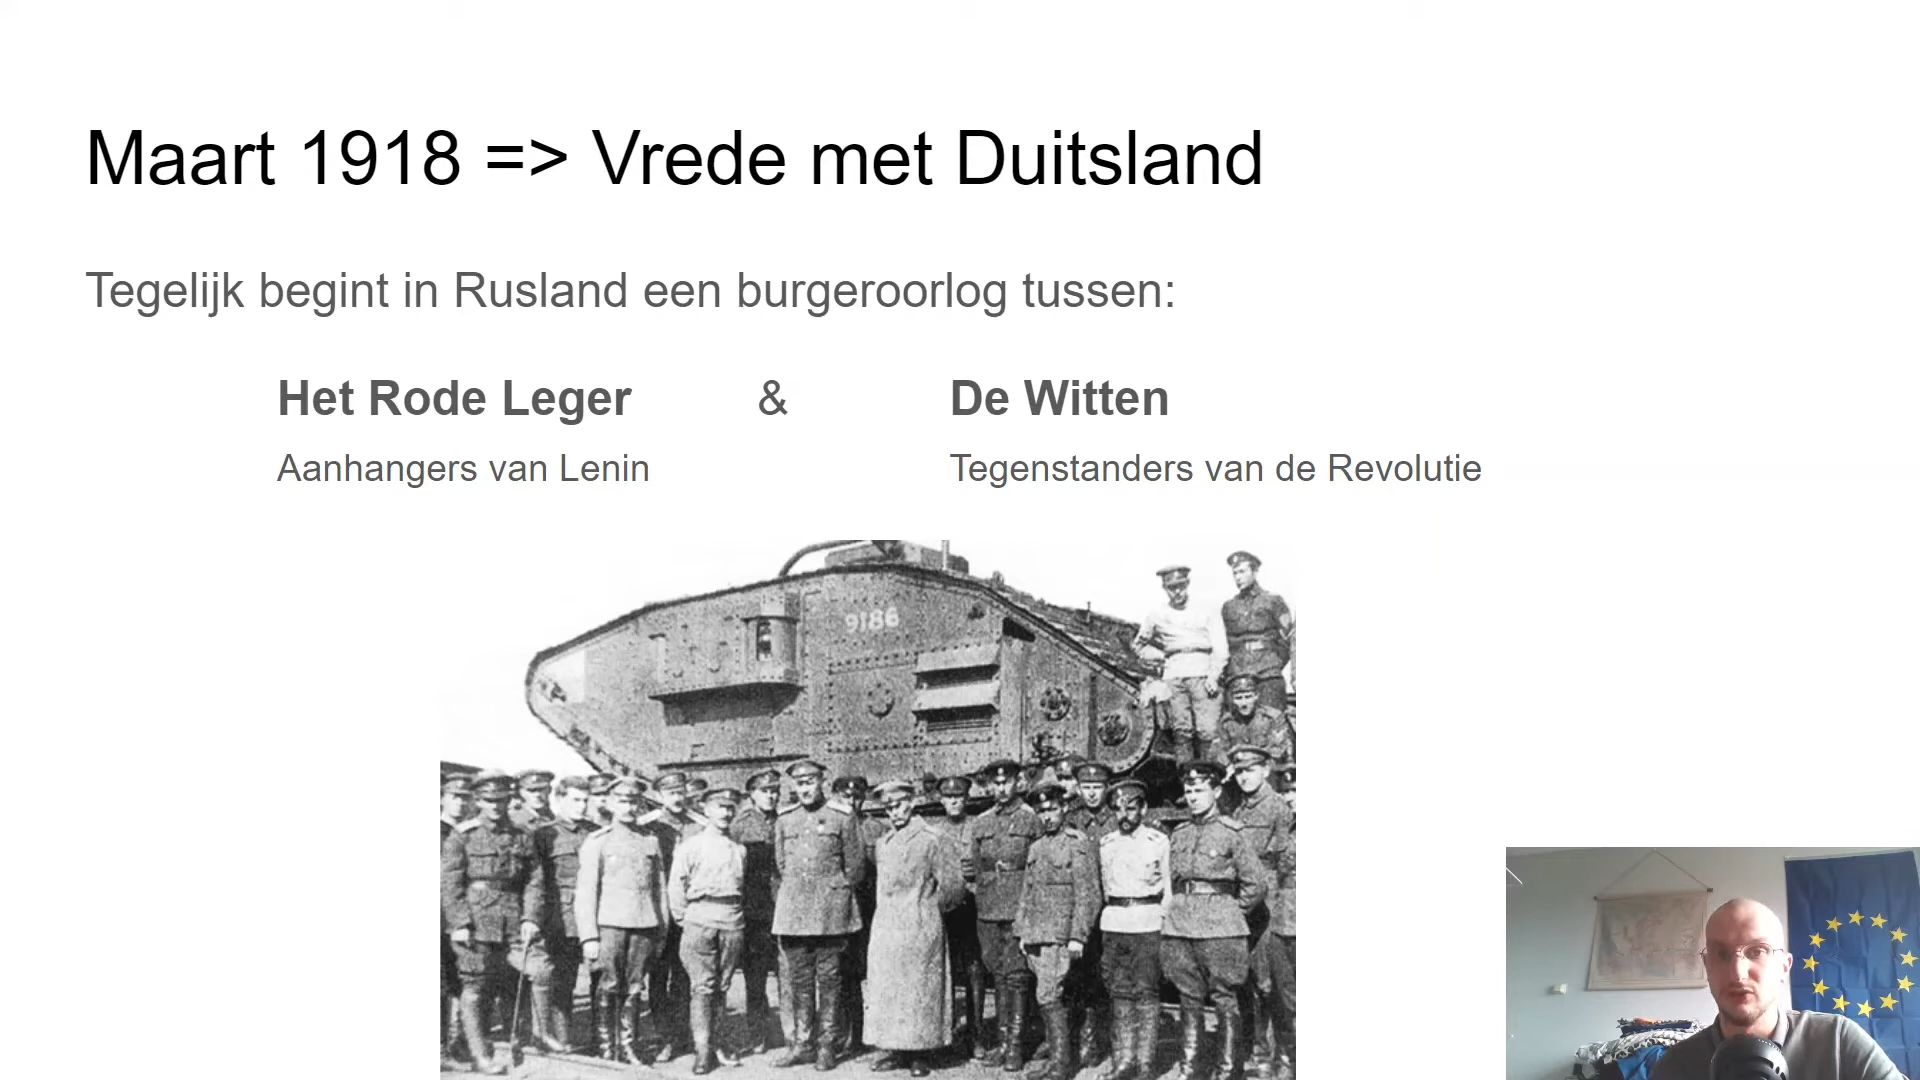 Maart 1918 => Vrede met Duitsland
Tegelijk begint in Rusland een burgeroorlog tussen:
Het Rode Leger & De Witten
Aanhangers van Lenin Tegenstanders van de Revolutie
9186